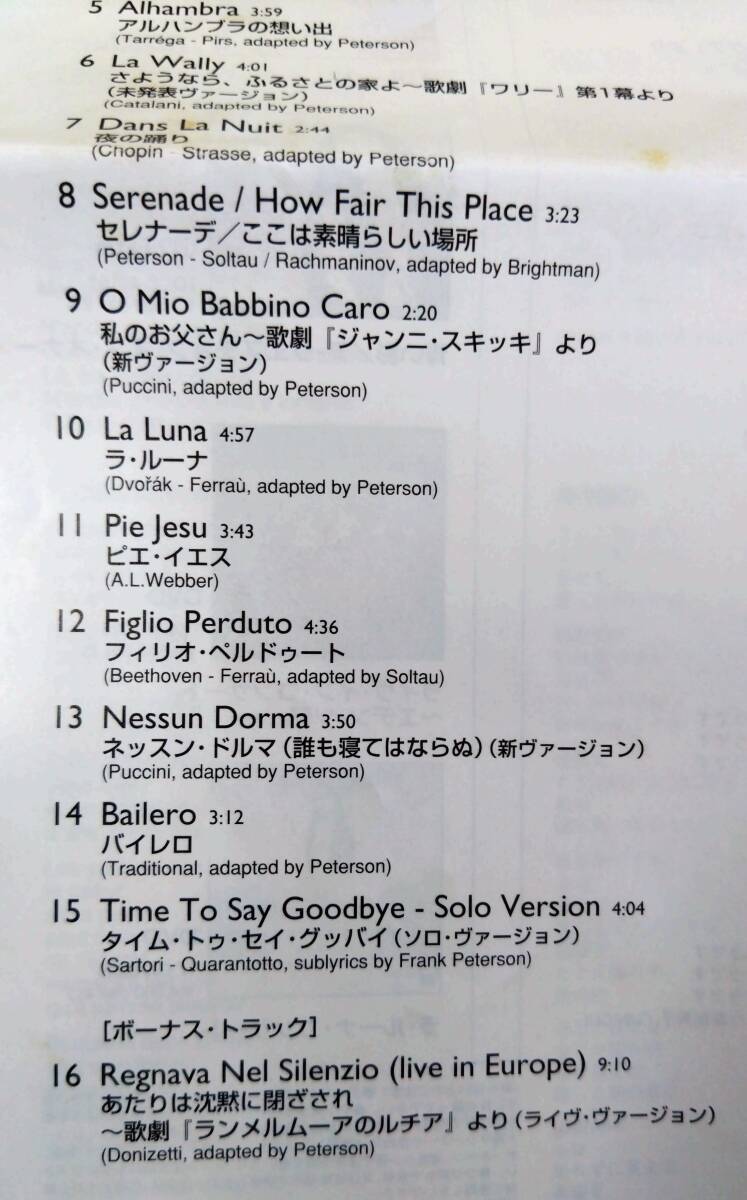 5 Alhambra 3:59
アルハンブラの想い出
(Tarréga - Pirs, adapted by Peterson)
6 La Wally 4:01
さようなら、ふるさとの家よ～歌劇『ワリー』第1幕より
(未発表ヴァージョン)
(Catalani, adapted by Peterson)
7 Dans La Nuit 2:44
夜の踊り
(Chopin - Strasse, adapted by Peterson)
8 Serenade / How Fair This Place 3:23
セレナーデ／ここは素晴らしい場所
(Peterson - Soltau / Rachmaninov, adapted by Brightman)
9 O Mio Babbino Caro 2:20
私のお父さん～歌劇『ジャンニ・スキッキ』より
(新ヴァージョン)
(Puccini, adapted by Peterson)
10 La Luna 4:57
ラ・ルーナ
(Dvořák - Ferraù, adapted by Peterson)
11 Pie Jesu 3:43
ピエ・イエス
(A.L.Webber)
12 Figlio Perduto 4:36
フィリオ・ペルドゥート
(Beethoven - Ferraù, adapted by Soltau)
13 Nessun Dorma 3:50
ネッスン・ドルマ(誰も寝てはならぬ)(新ヴァージョン)
(Puccini, adapted by Peterson)
14 Bailero 3:12
バイレロ
(Traditional, adapted by Peterson)
15 Time To Say Goodbye - Solo Version 4:04
タイム・トゥ・セイ・グッバイ(ソロ・ヴァージョン)
(Sartori - Quarantotto, sublyrics by Frank Peterson)
[ボーナス・トラック]
16 Regnava Nel Silenzio (live in Europe) 9:10
あたりは沈黙に閉ざされ
～歌劇『ランメルムーアのルチア』より(ライヴ・ヴァージョン)
(Donizetti, adapted by Peterson)